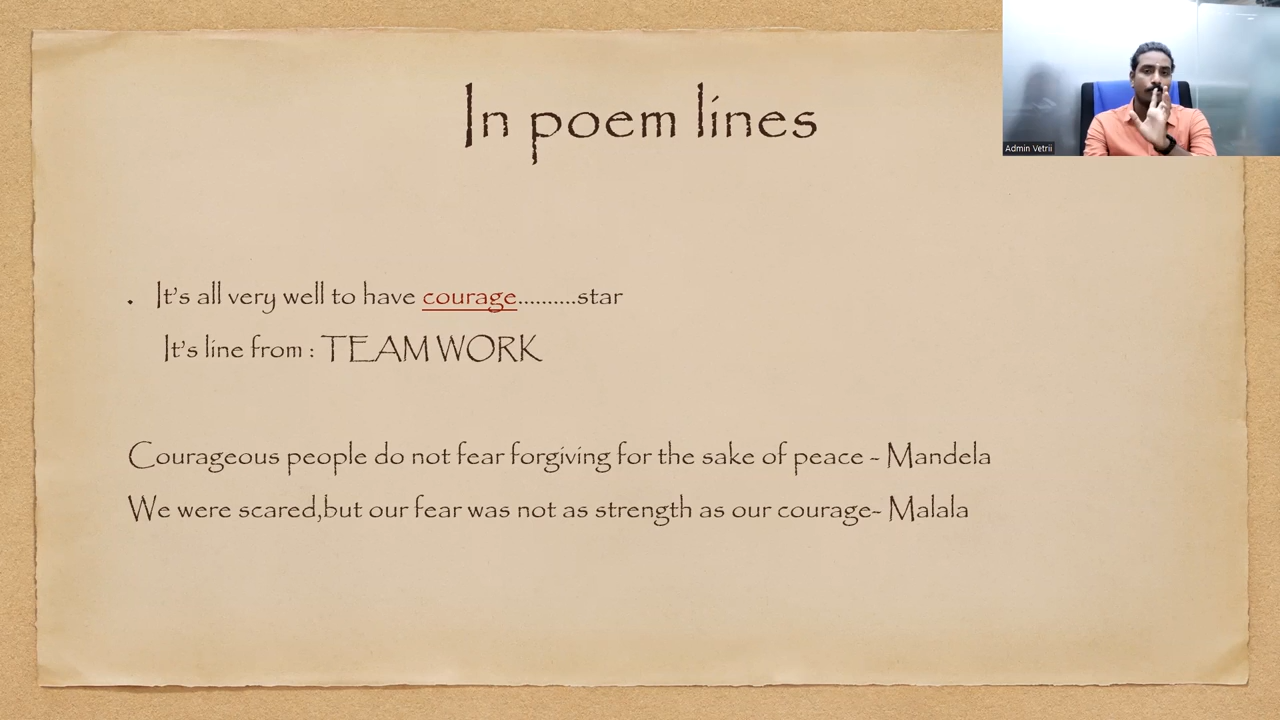 In poem lines
Admin Vetrii
. It's all very well to have courage..........star
It's line from : TEAM WORK
Courageous people do not fear forgiving for the sake of peace - Mandela
We were scared,but our fear was not as strength as our courage- Malala